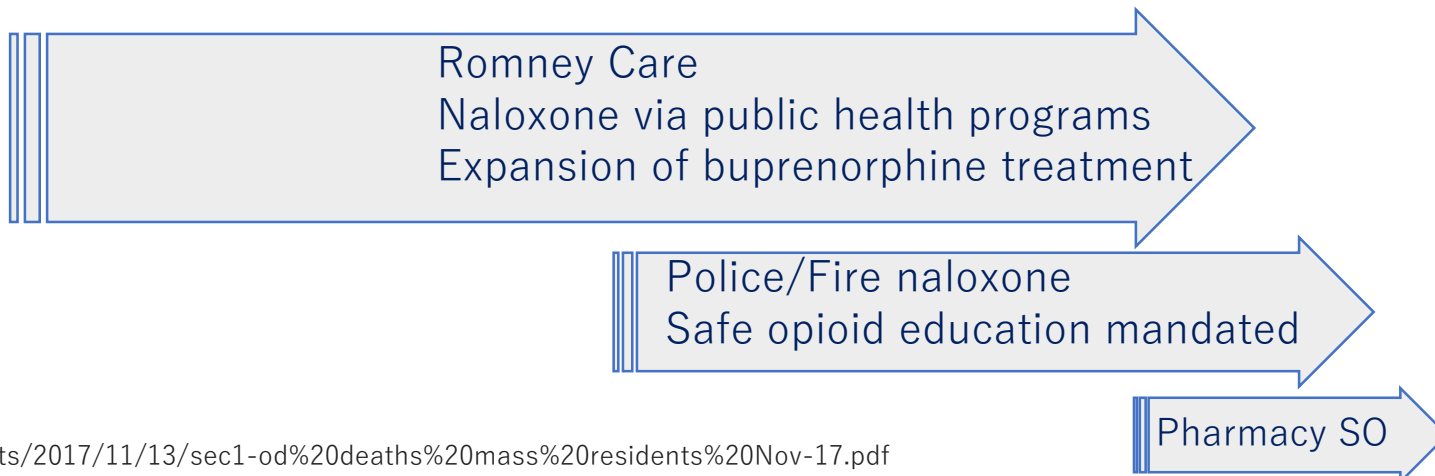 Romney Care
Naloxone via public health programs
Expansion of buprenorphine treatment
Police/Fire naloxone
Safe opioid education mandated
Pharmacy SO
ts/2017/11/13/sec1-od%20deaths%20mass%20residents%20Nov-17.pdf